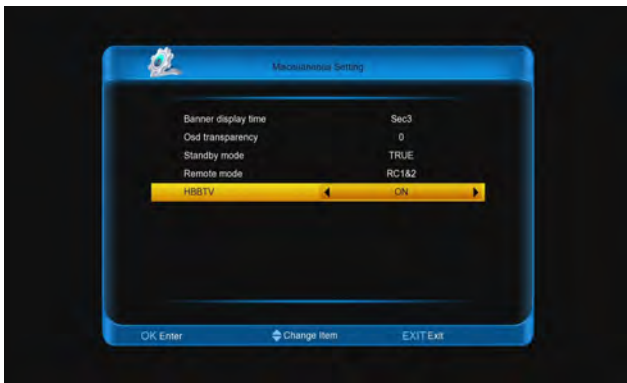 Miscellaneous Setting
Banner display time Sec3
Osd transparency 0
Standby mode TRUE
Remote mode RC1&2
HBBTV ON
OK Enter Change Item EXIT Exit